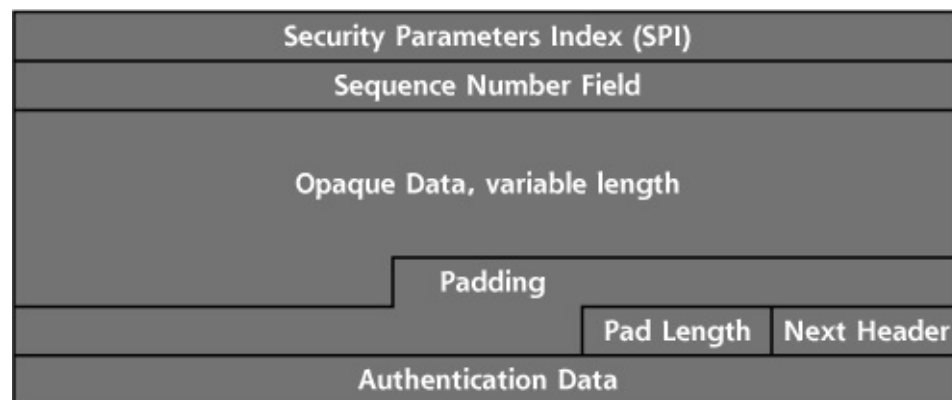 Security Parameters Index (SPI)
Sequence Number Field
Opaque Data, variable length
Padding
Pad Length Next Header
Authentication Data